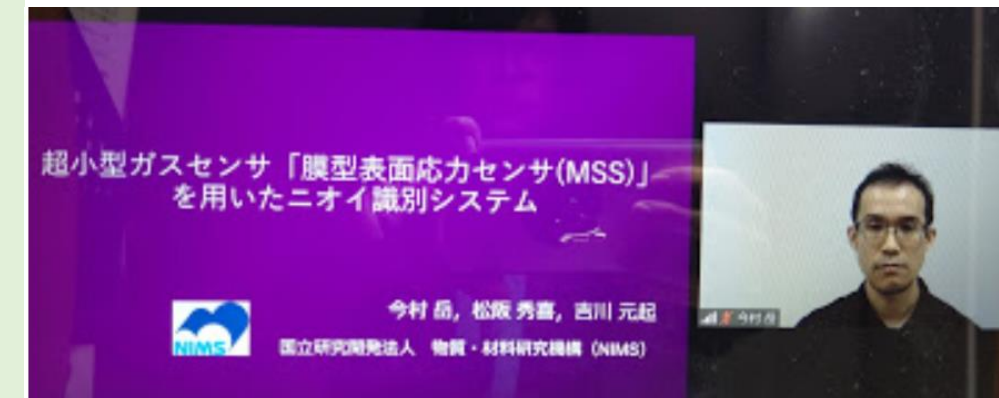 超小型ガスセンサ「膜型表面応力センサ(MSS)」
を用いたニオイ識別システム
今村 岳，松阪 秀喜，吉川 元起
NIMS
国立研究開発法人　物質・材料研究機構（NIMS）
今村岳